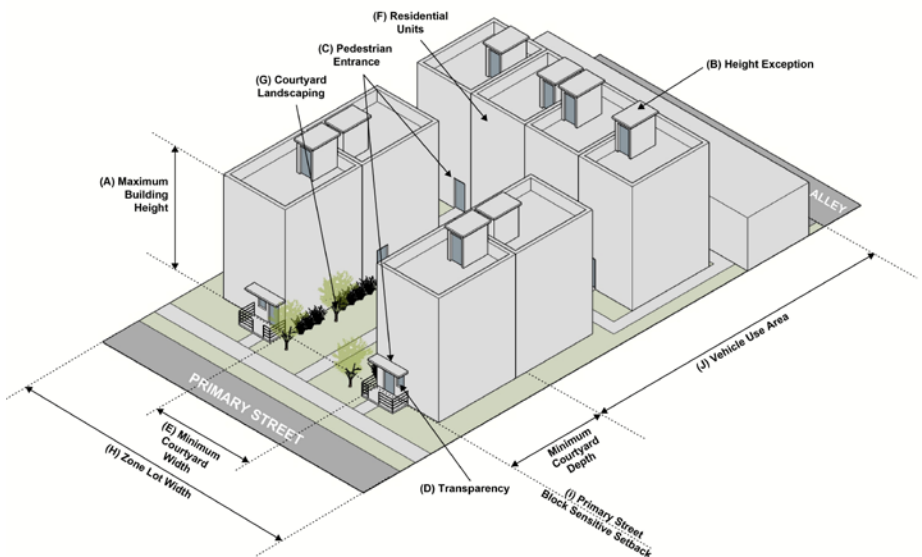 (F) Residential
Units
(C) Pedestrian
Entrance
(B) Height Exception
(G) Courtyard
Landscaping
(A) Maximum
Building
Height
ALLEY
(J) Vehicle Use Area
PRIMARY STREET
(E) Minimum
Courtyard
Width
(H) Zone Lot Width
Minimum
Courtyard
Depth
(D) Transparency
(i) Primary Street
Block Sensitive Setback